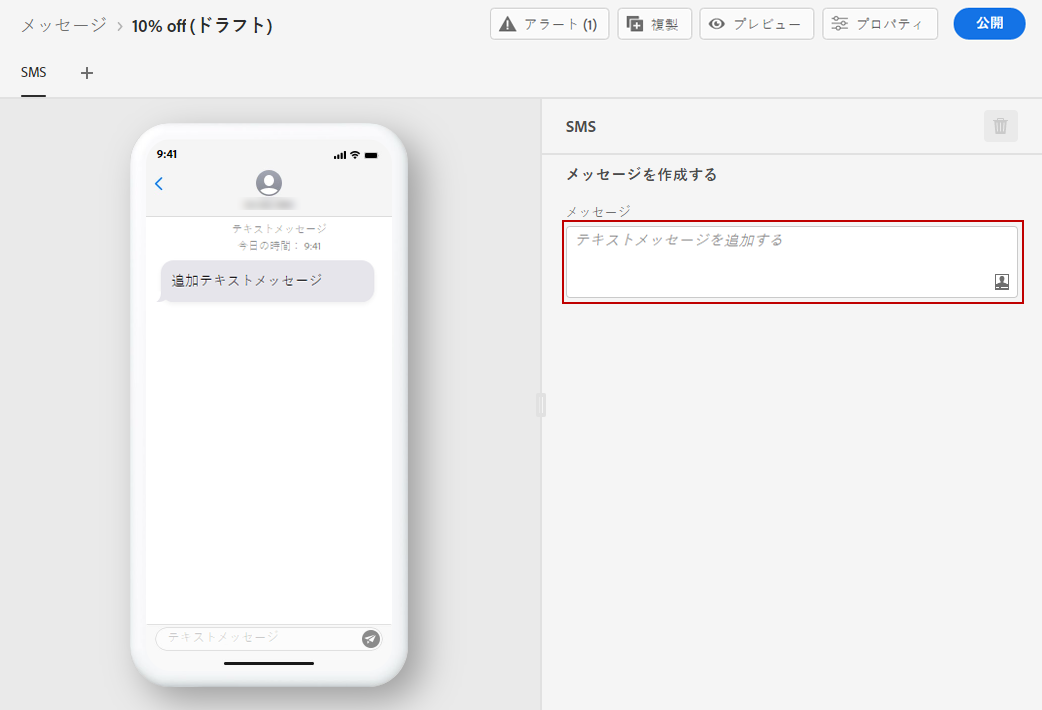 メッセージ > 10% off (ドラフト)
アラート (1)
複製
プレビュー
プロパティ
公開
SMS
9:41
テキストメッセージ
今日の時間： 9:41
追加テキストメッセージ
テキストメッセージ
SMS
メッセージを作成する
メッセージ
テキストメッセージを追加する